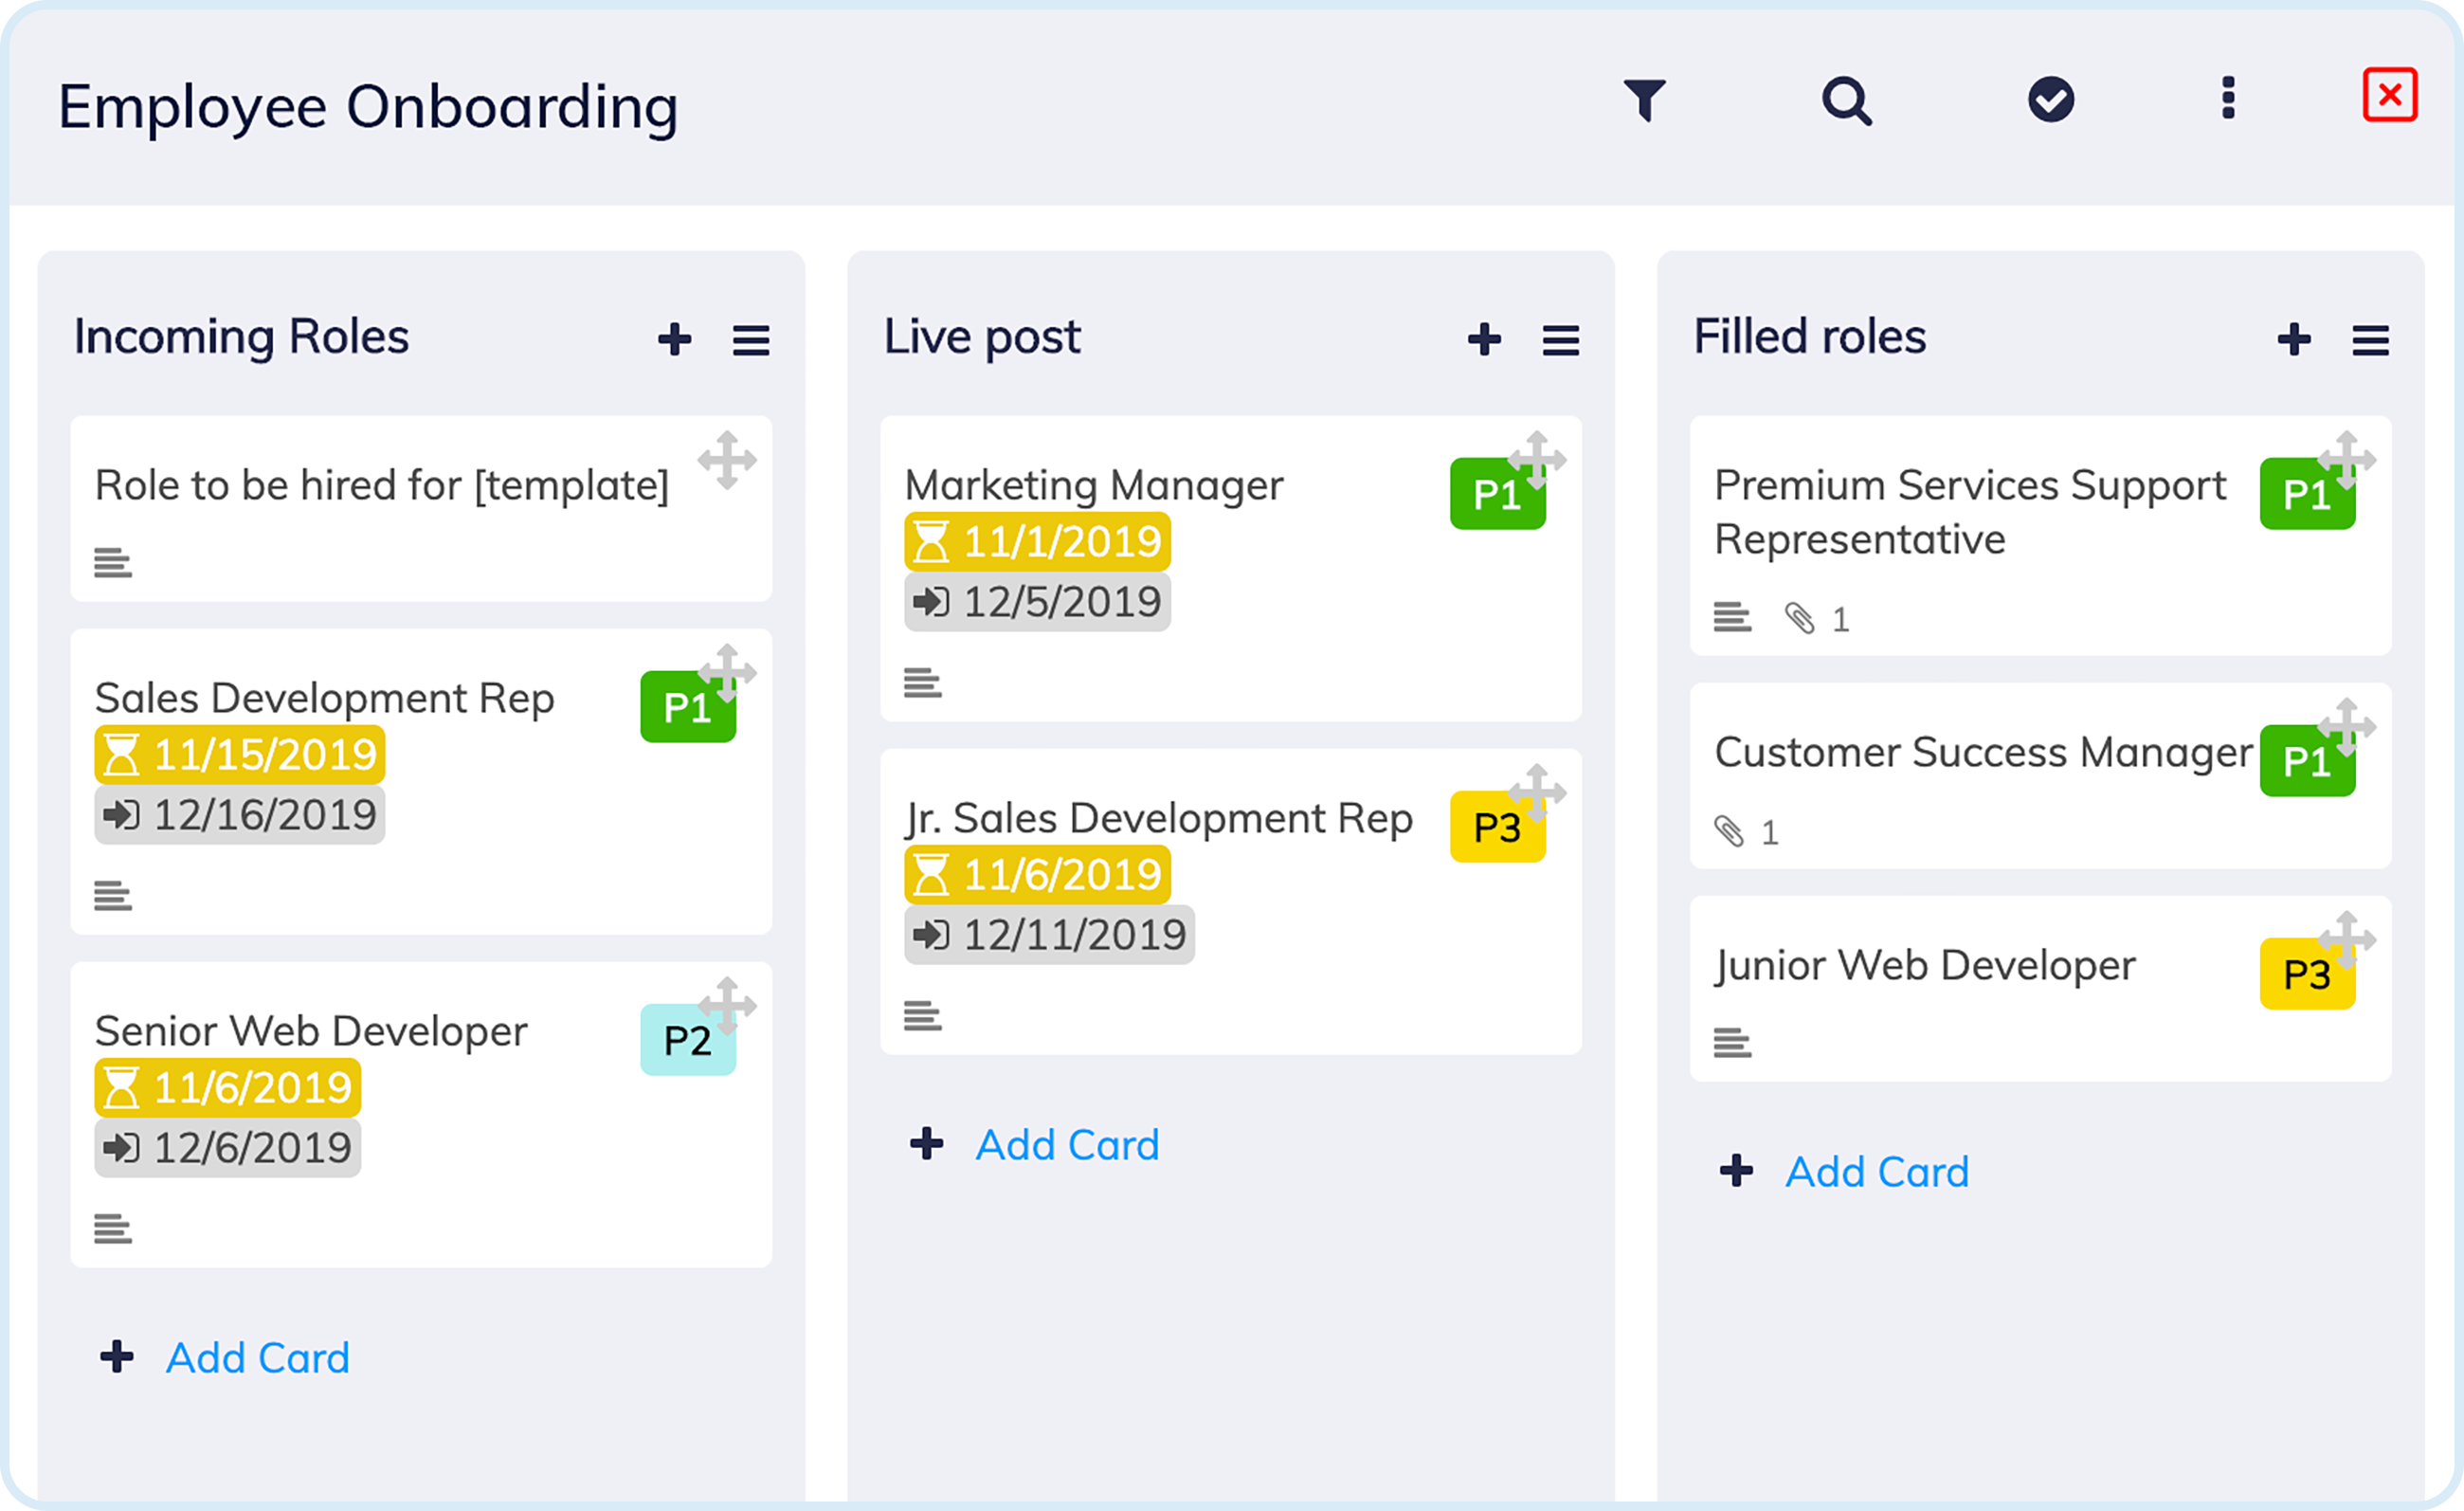 Employee Onboarding
Incoming Roles
Role to be hired for [template]
Sales Development Rep
P1
11/15/2019
12/16/2019
Senior Web Developer
P2
11/6/2019
12/6/2019
Add Card
Live post
Marketing Manager
P1
11/1/2019
12/5/2019
Jr. Sales Development Rep
P3
11/6/2019
12/11/2019
Add Card
Filled roles
Premium Services Support
Representative
P1
1
Customer Success Manager
P1
1
Junior Web Developer
P3
Add Card